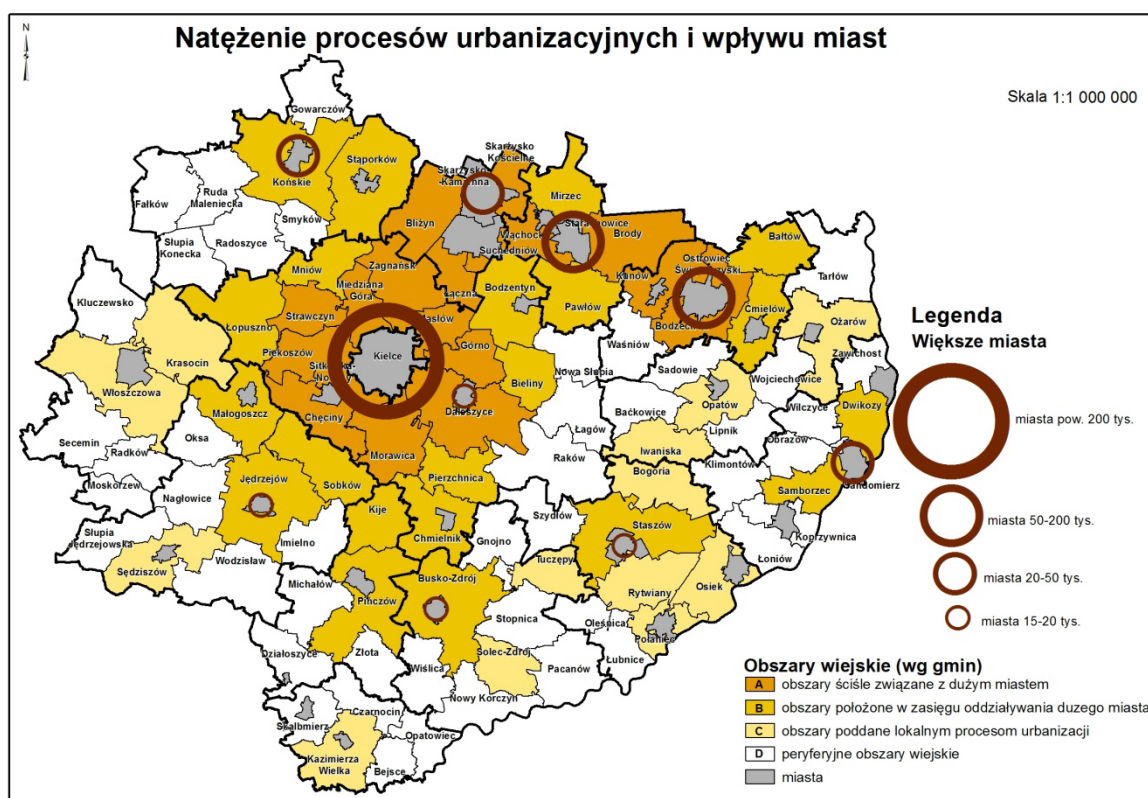 Natężenie procesów urbanizacyjnych i wpływu miast
N
Skala 1:1 000 000
Gowarczów
Końskie
Stąporków
Skarżysko
Kościelne
Skarżysko
Kamienna
Mirzec
Fałków
Ruda
Maleniecka
Smyków
Bliżyn
Słupia
Konecka
Radoszyce
Wąchock
Brody
Suchedniów
Bałtów
Ostrowiec
Mniów
Zagnańsk
Miedziana
Góra
Łączna
Bodzentyn
Kunów
Tarłów
Kluczewsko
Łopuszno
Strawczyn
Pawłów
Ćmielów
Ożarów
Krasocin
Piekoszów
Kielce
Górno
Waśniów
Zawichost
Włoszczowa
Bieliny
Nowa Słupia
Sadowie
Wojciechowice
Małogoszcz
Chęciny
Daleszyce
Baćkowice
Opatów
Wilczyce
Dwikozy
Secemin
Oksa
Łagów
Lipnik
Obrazów
Radków
Morawica
Raków
Iwaniska
Moskorzew
Jędrzejów
Pierzchnica
Bogoria
Klimontów
Nagłowice
Sobków
Samborzec
Kije
Szydłów
Staszów
Słupia
Jędrzejowska
Imielno
Chmielnik
Gnojno
Koprzywnica
Sędziszów
Wodzisław
Łoniów
Michałów
Busko-Zdrój
Tuczępy
Osiek
Pińczów
Rytwiany
Stopnica
Oleśnica
Połaniec
Działoszyce
Złota
Wiślica
Solec-Zdrój
Łubnice
Pacanów
Nowy Korczyn
Skalbmierz
Czarnocin
Opatowiec
Kazimierza
Wielka
Bejsce
Legenda
Większe miasta
miasta pow. 200 tys.
miasta 50-200 tys.
miasta 20-50 tys.
miasta 15-20 tys.
Obszary wiejskie (wg gmin)
A obszary ściśle związane z dużym miastem
B obszary położone w zasięgu oddziaływania duzego miasta
C obszary poddane lokalnym procesom urbanizacji
D peryferyjne obszary wiejskie
miasta